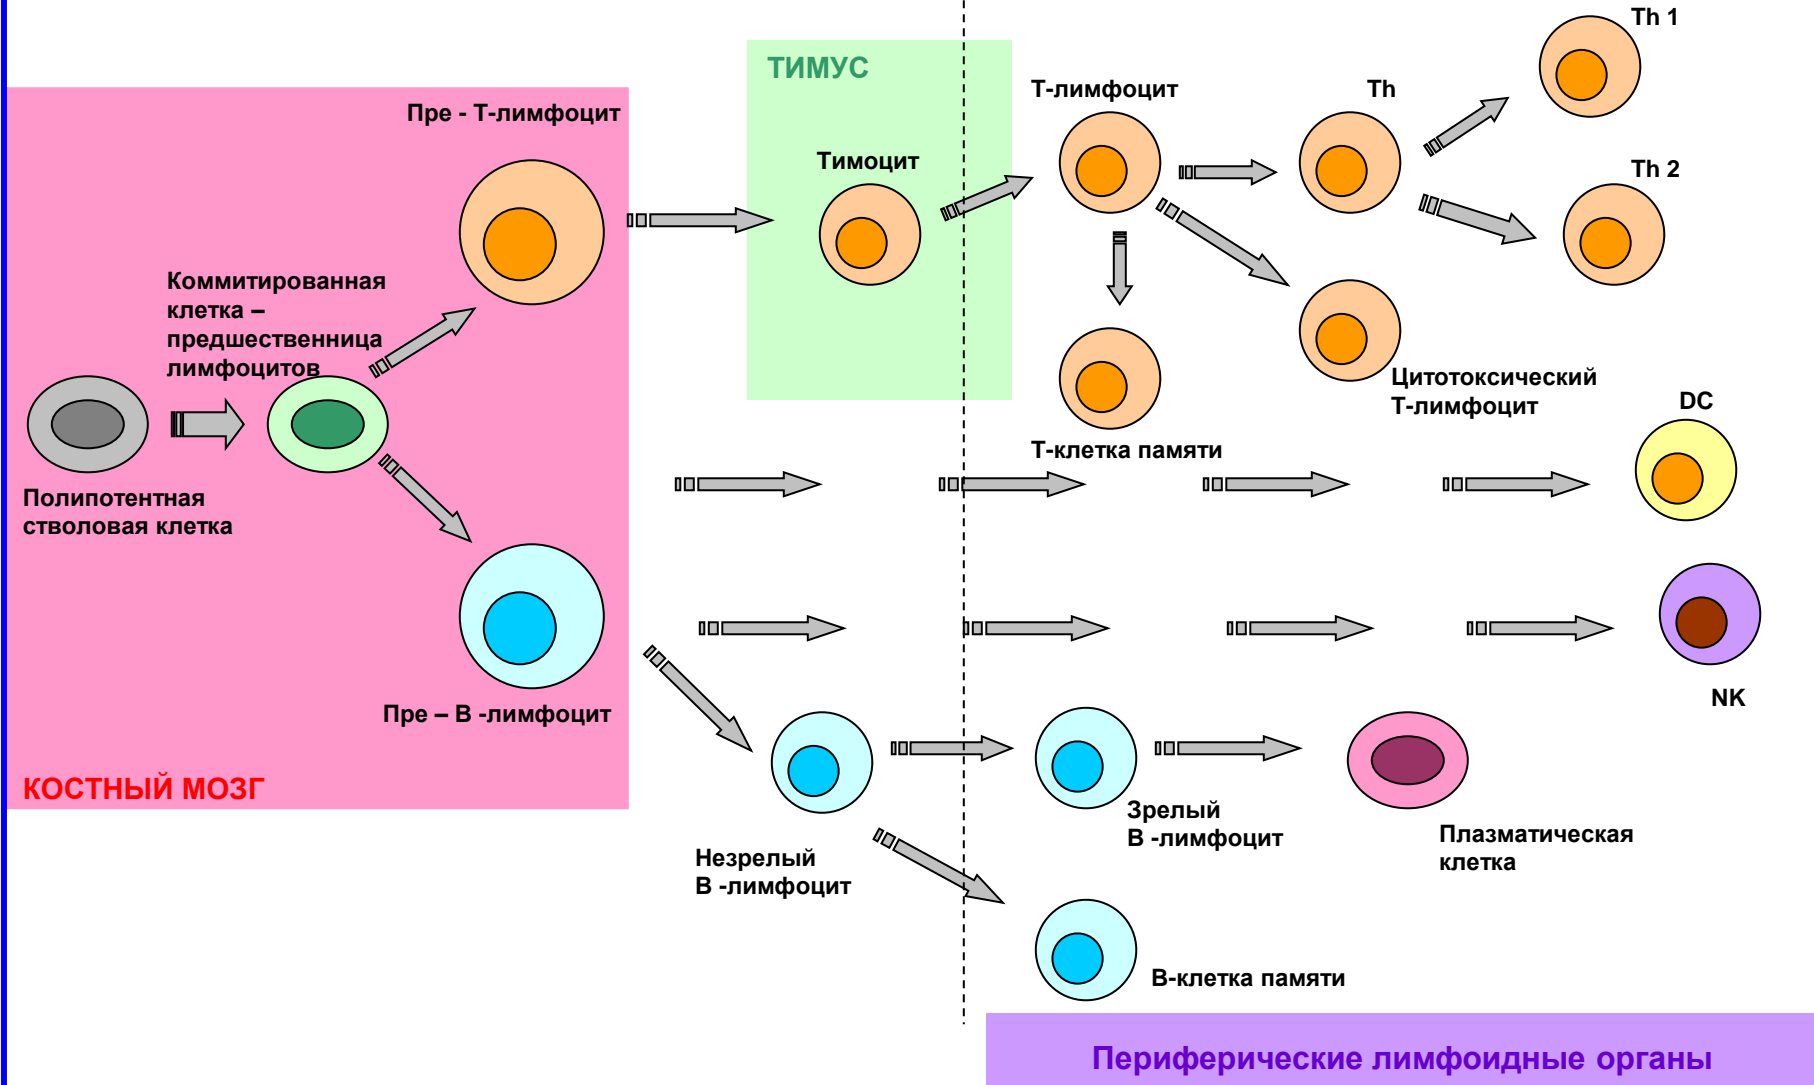 Th 1
ТИМУС
Т-лимфоцит
Th
Пре - Т-лимфоцит
Тимоцит
Th 2
Коммитированная
клетка –
предшественница
лимфоцитов
Цитотоксический
Т-лимфоцит
DC
Т-клетка памяти
Полипотентная
стволовая клетка
NK
Пре – В -лимфоцит
КОСТНЫЙ МОЗГ
Зрелый
В -лимфоцит
Плазматическая
клетка
Незрелый
В -лимфоцит
В-клетка памяти
Периферические лимфоидные органы